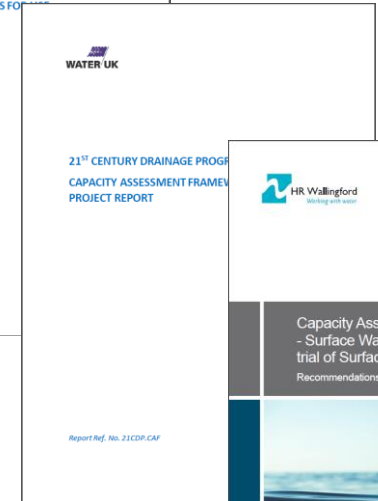 S FOR USE
WATER UK
21ST CENTURY DRAINAGE PROGR
CAPACITY ASSESSMENT FRAMEW
PROJECT REPORT
HR Wallingford
Working with water
Capacity Ass
- Surface Wa
trial of Surfac
Recommendations
Report Ref. No. 21CDP.CAF